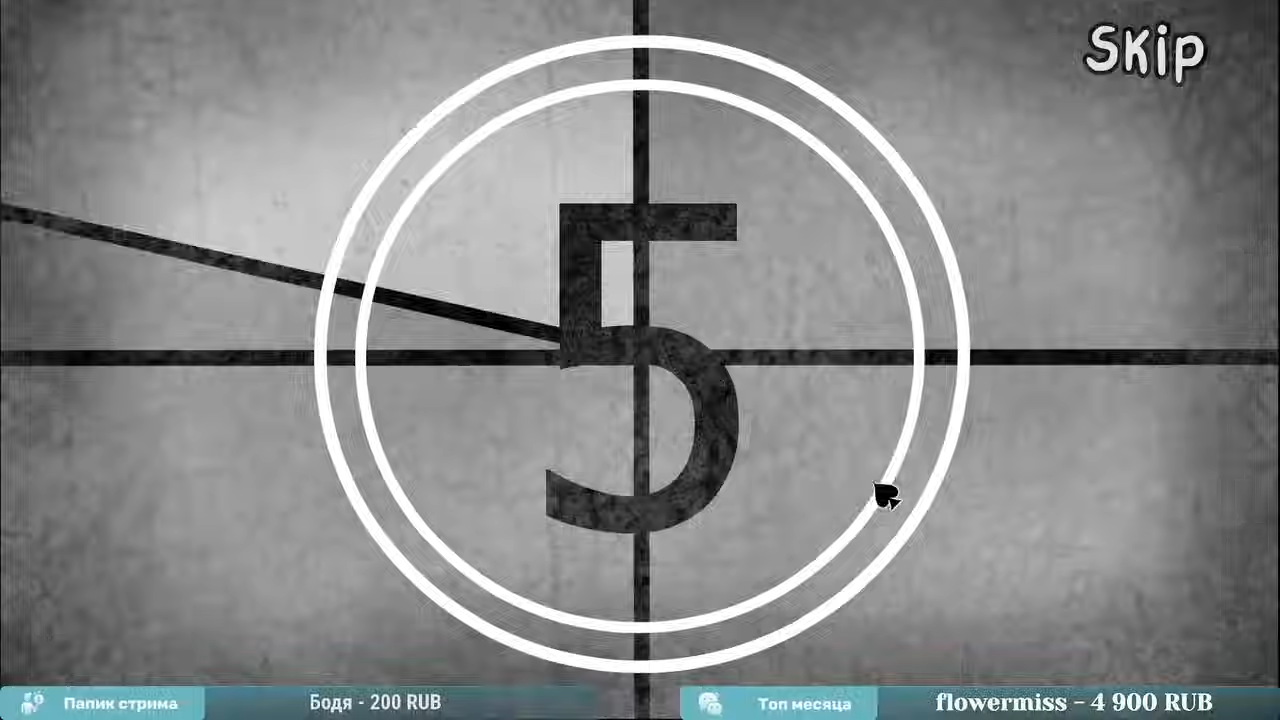 Skip
5
Папик стрима
Бодя - 200 RUB
Топ месяца
flowermiss - 4 900 RUB